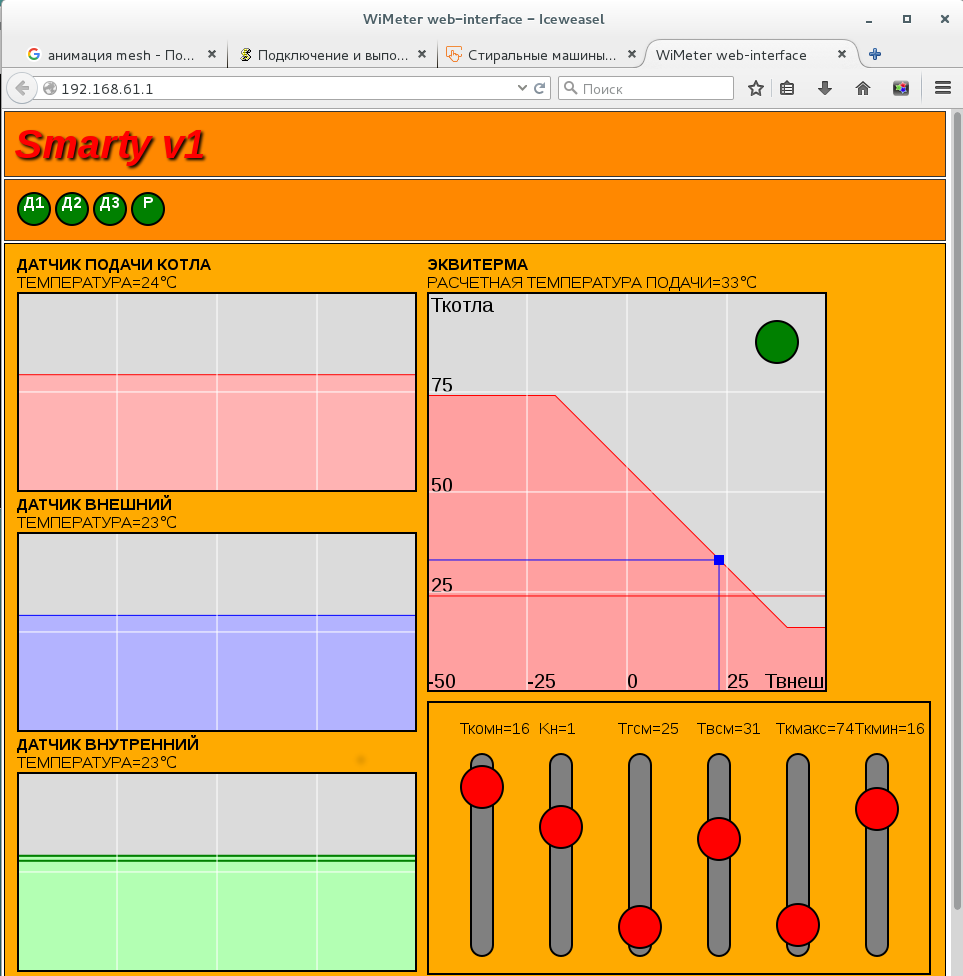 WiMeter web-interface - Iceweasel
анимация mesh - По...
Подключение и выпо...
Стиральные машины...
WiMeter web-interface
192.168.61.1
Поиск
Smarty v1
Д1 Д2 Д3 Р
ДАТЧИК ПОДАЧИ КОТЛА
ТЕМПЕРАТУРА=24°C
ДАТЧИК ВНЕШНИЙ
ТЕМПЕРАТУРА=23°C
ДАТЧИК ВНУТРЕННИЙ
ТЕМПЕРАТУРА=23°C
ЭКВИТЕРМА
РАСЧЕТНАЯ ТЕМПЕРАТУРА ПОДАЧИ=33°C
Tкотла
75
50
25
-50 -25 0 25 Tвнеш
Tкомн=16 Kн=1 Tгсм=25 Tвсм=31 Tкмакс=74 Tкмин=16